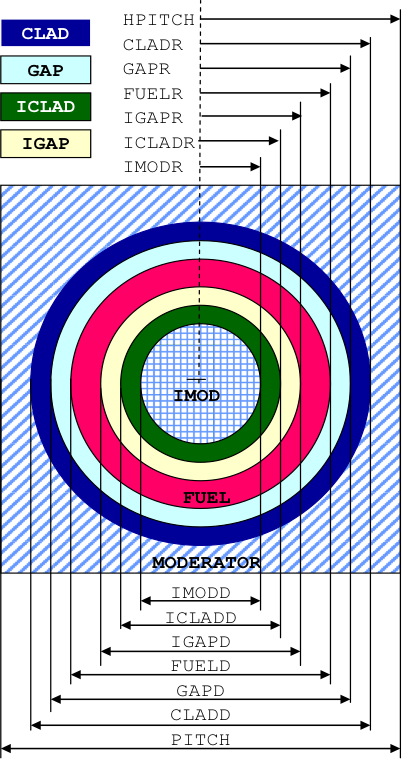 HPITCH
CLADR
GAPR
FUELR
IGAPR
ICLADR
IMODR
CLAD
GAP
ICLAD
IGAP
IMOD
FUEL
MODERATOR
IMODD
ICLADD
IGAPD
FUELD
GAPD
CLADD
PITCH